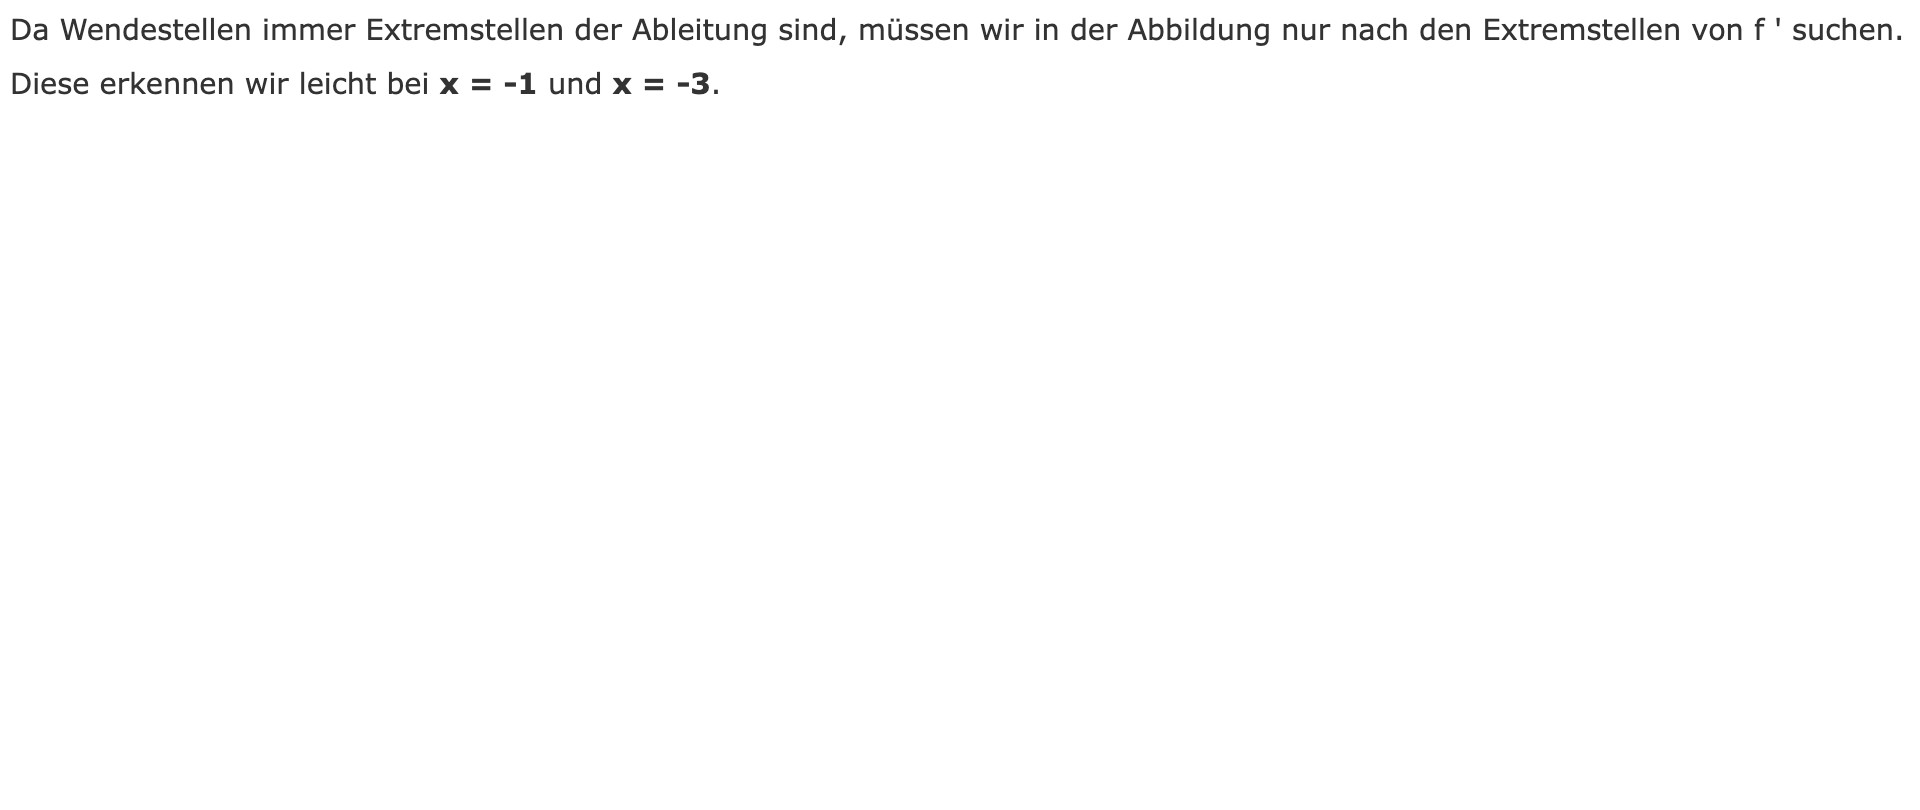 Da Wendestellen immer Extremstellen der Ableitung sind, müssen wir in der Abbildung nur nach den Extremstellen von f ' suchen.
Diese erkennen wir leicht bei x = -1 und x = -3.